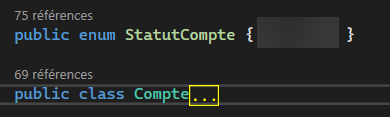 75 références
public enum StatutCompte { }
69 références
public class Compte...